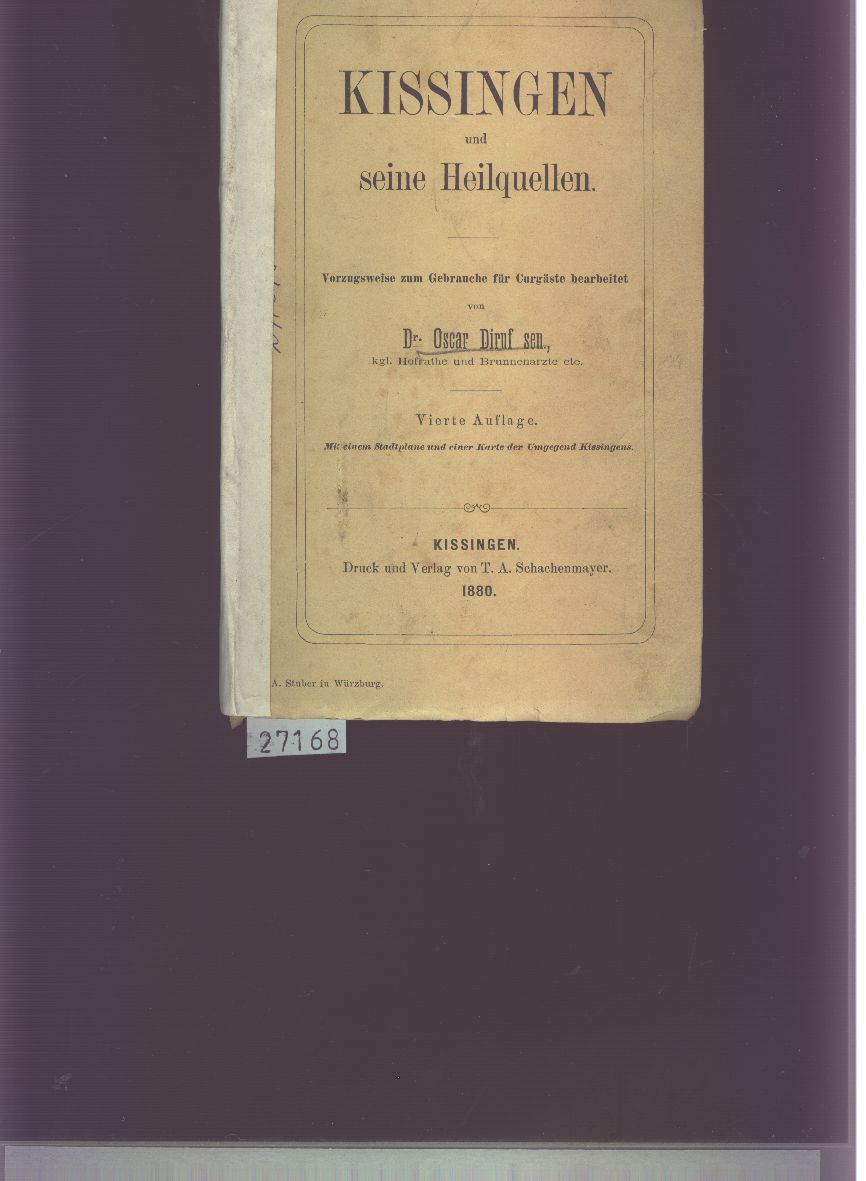 KISSINGEN
und
seine Heilquellen.
Vorzugsweise zum Gebrauche für Curgäste bearbeitet
von
Dr. Oscar Diruf sen.,
kgl. Hofrathe und Brunnenarzte etc.
Vierte Auflage.
Mit einem Stadtplane und einer Karte der Umgegend Kissingens.
KISSINGEN.
Druck und Verlag von T. A. Schachenmayer.
1880.
A. Stuber in Würzburg.
27168